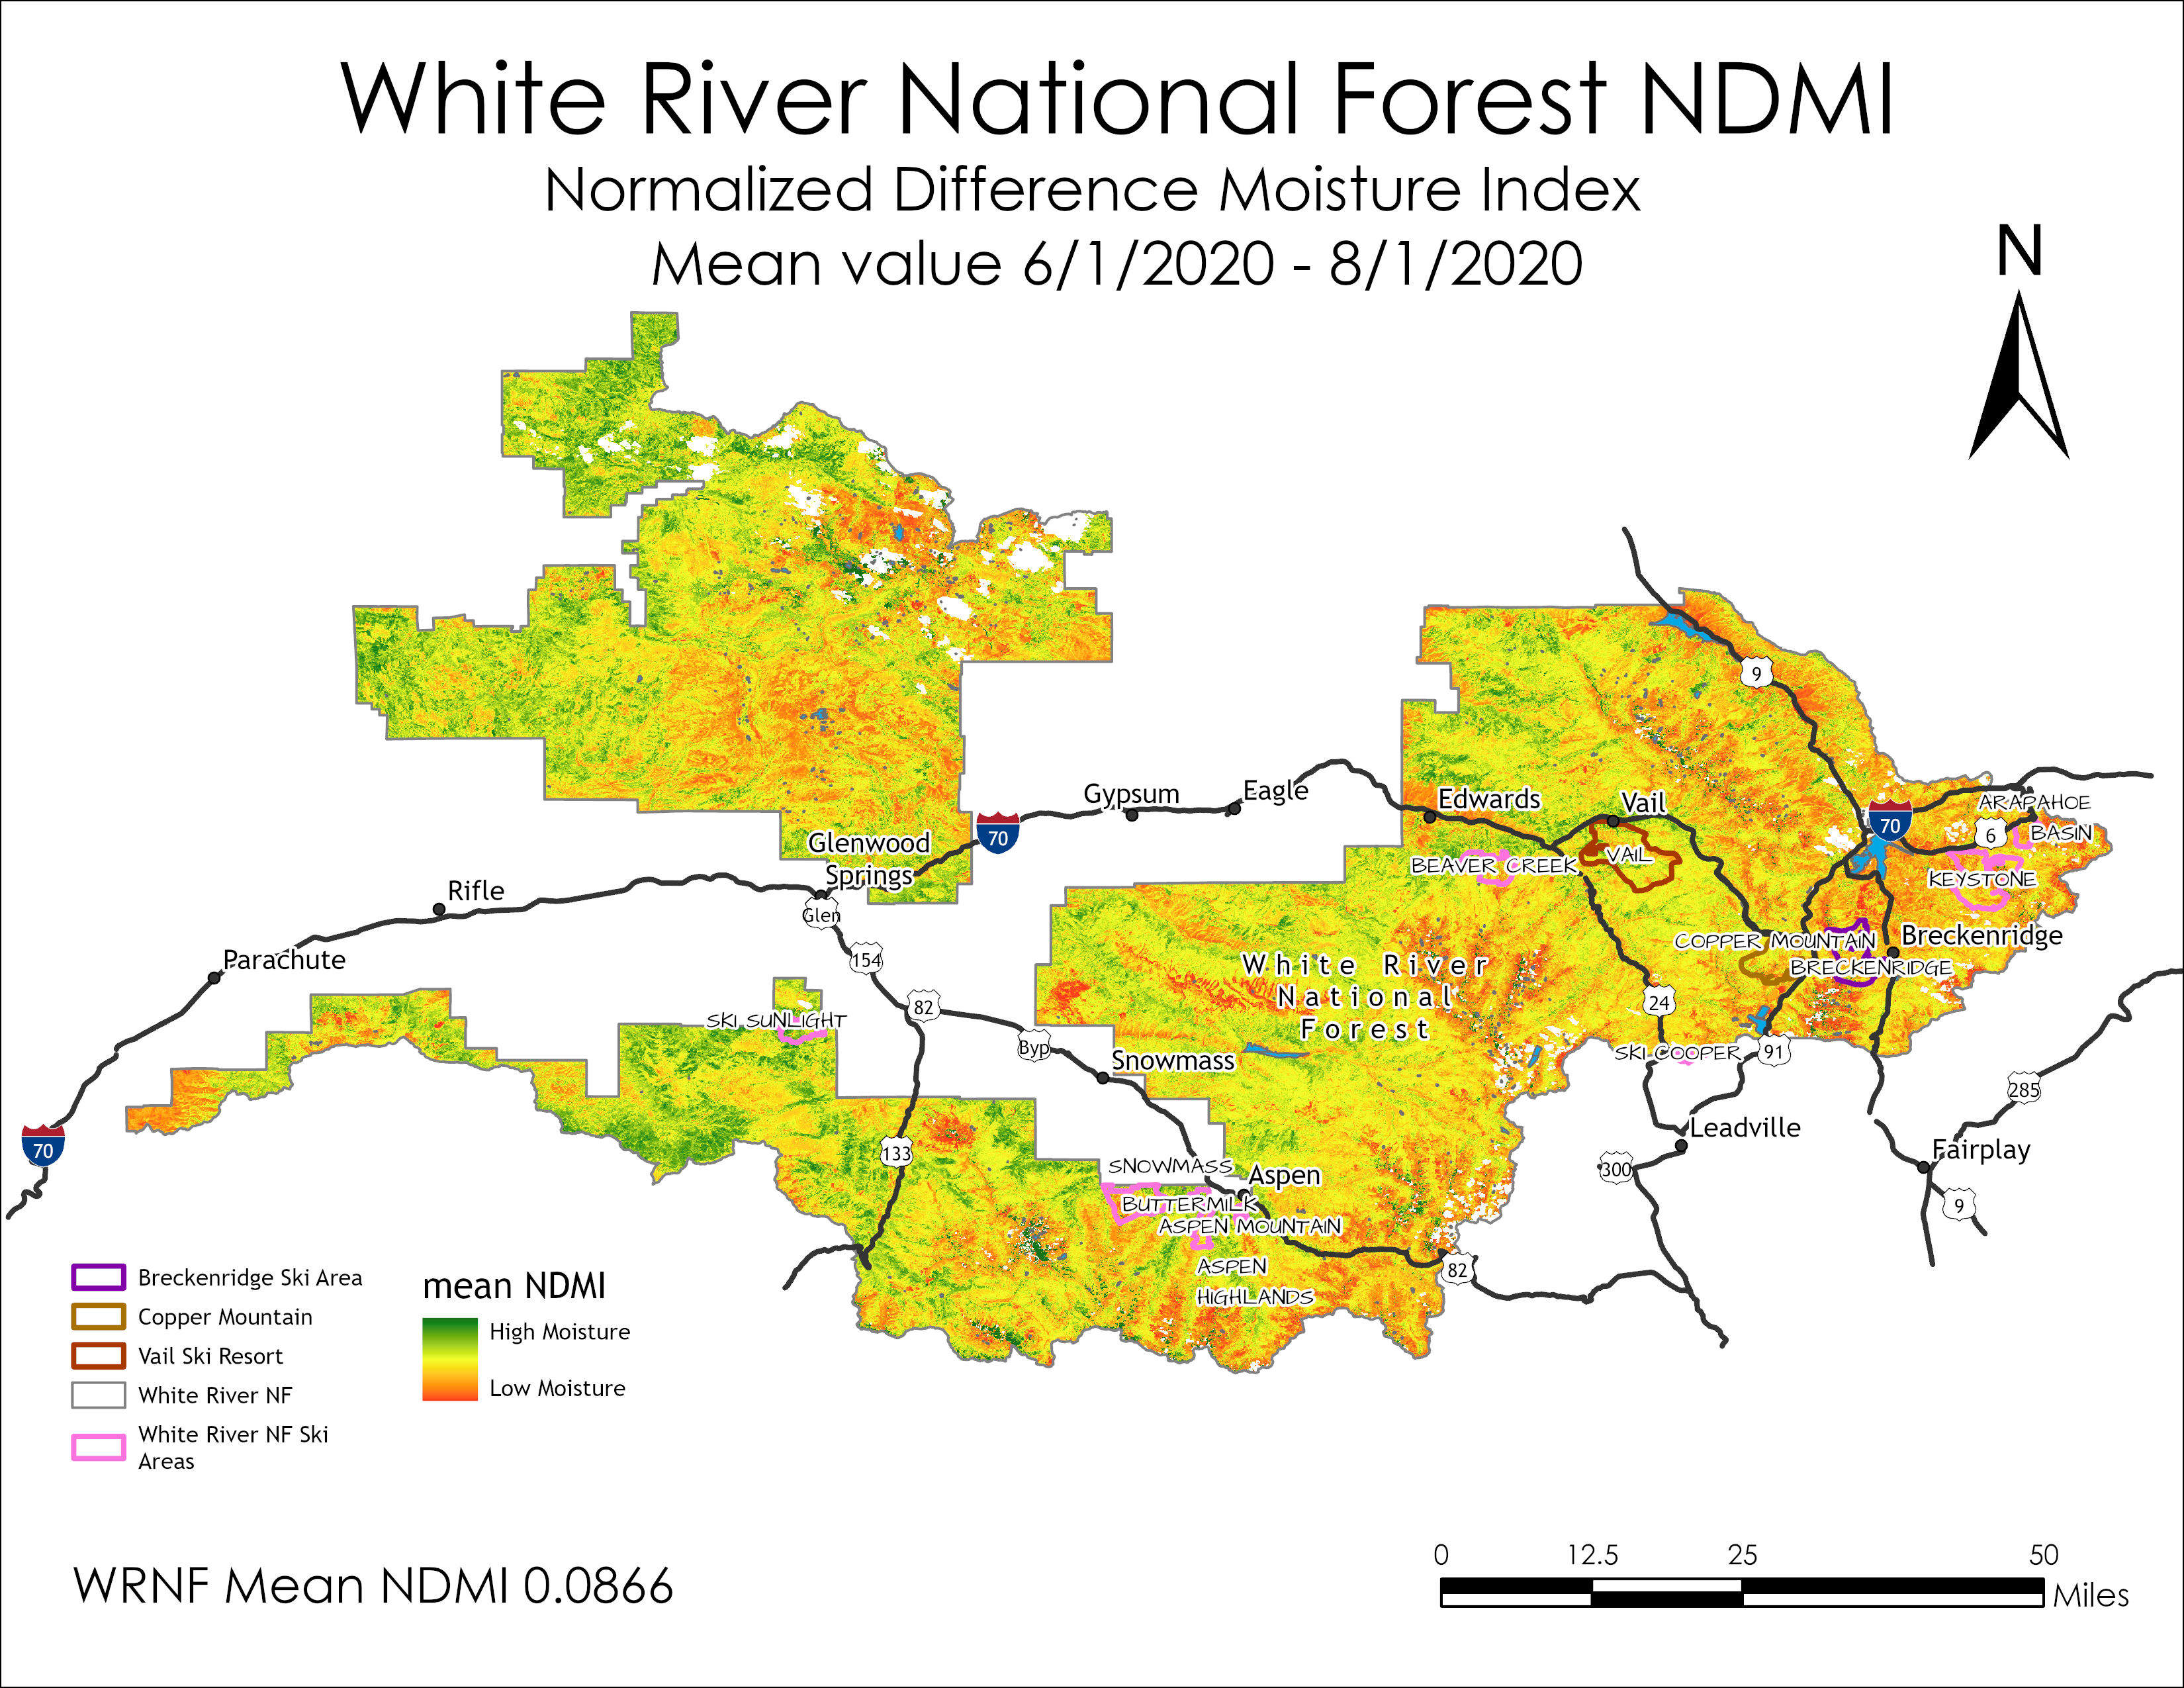 White River National Forest NDMI
Normalized Difference Moisture Index
Mean value 6/1/2020 - 8/1/2020
N
9
Gypsum
Eagle
Edwards
Vail
ARAPAHOE
BASIN
70
6
Glenwood
Springs
70
BEAVER CREEK
VAIL
KEYSTONE
Rifle
Glen
Parachute
154
White River
National
Forest
COPPER MOUNTAIN
Breckenridge
BRECKENRIDGE
82
24
SKI SUNLIGHT
Byp
Snowmass
SKI COOPER
91
285
70
133
Leadville
Fairplay
300
9
SNOWMASS
Aspen
BUTTERMILK
ASPEN MOUNTAIN
ASPEN
HIGHLANDS
82
Breckenridge Ski Area
Copper Mountain
Vail Ski Resort
White River NF
White River NF Ski
Areas
mean NDMI
High Moisture
Low Moisture
WRNF Mean NDMI 0.0866
0 12.5 25 50
Miles